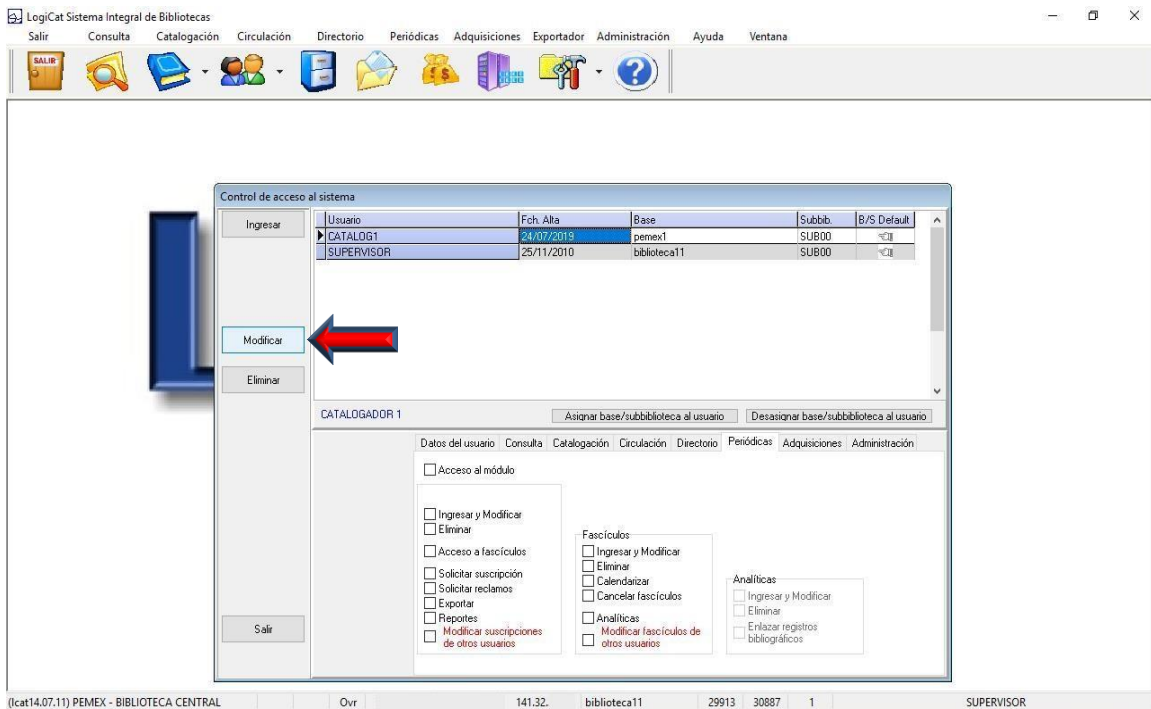 LogiCat Sistema Integral de Bibliotecas
Salir Consulta Catalogación Circulación Directorio Periódicas Adquisiciones Exportador Administración Ayuda Ventana
SALIR
Control de acceso al sistema
Ingresar
Usuario Fch. Alta Base Subbib. B/S Default
CATALOG1 24/07/2019 pemex1 SUB00
SUPERVISOR 25/11/2010 biblioteca11 SUB00
Modificar
Eliminar
CATALOGADOR 1 Asignar base/subbiblioteca al usuario Desasignar base/subbiblioteca al usuario
Datos del usuario Consulta Catalogación Circulación Directorio Periódicas Adquisiciones Administración
Acceso al módulo
Ingresar y Modificar
Eliminar
Acceso a fascículos
Solicitar suscripción
Solicitar reclamos
Exportar
Reportes
Modificar suscripciones
de otros usuarios
Fascículos
Ingresar y Modificar
Eliminar
Calendarizar
Cancelar fascículos
Analíticas
Modificar fascículos de
otros usuarios
Analíticas
Ingresar y Modificar
Eliminar
Enlazar registros
bibliográficos
Salir
(lcat14.07.11) PEMEX - BIBLIOTECA CENTRAL Ovr 141.32. biblioteca11 29913 30887 1 SUPERVISOR